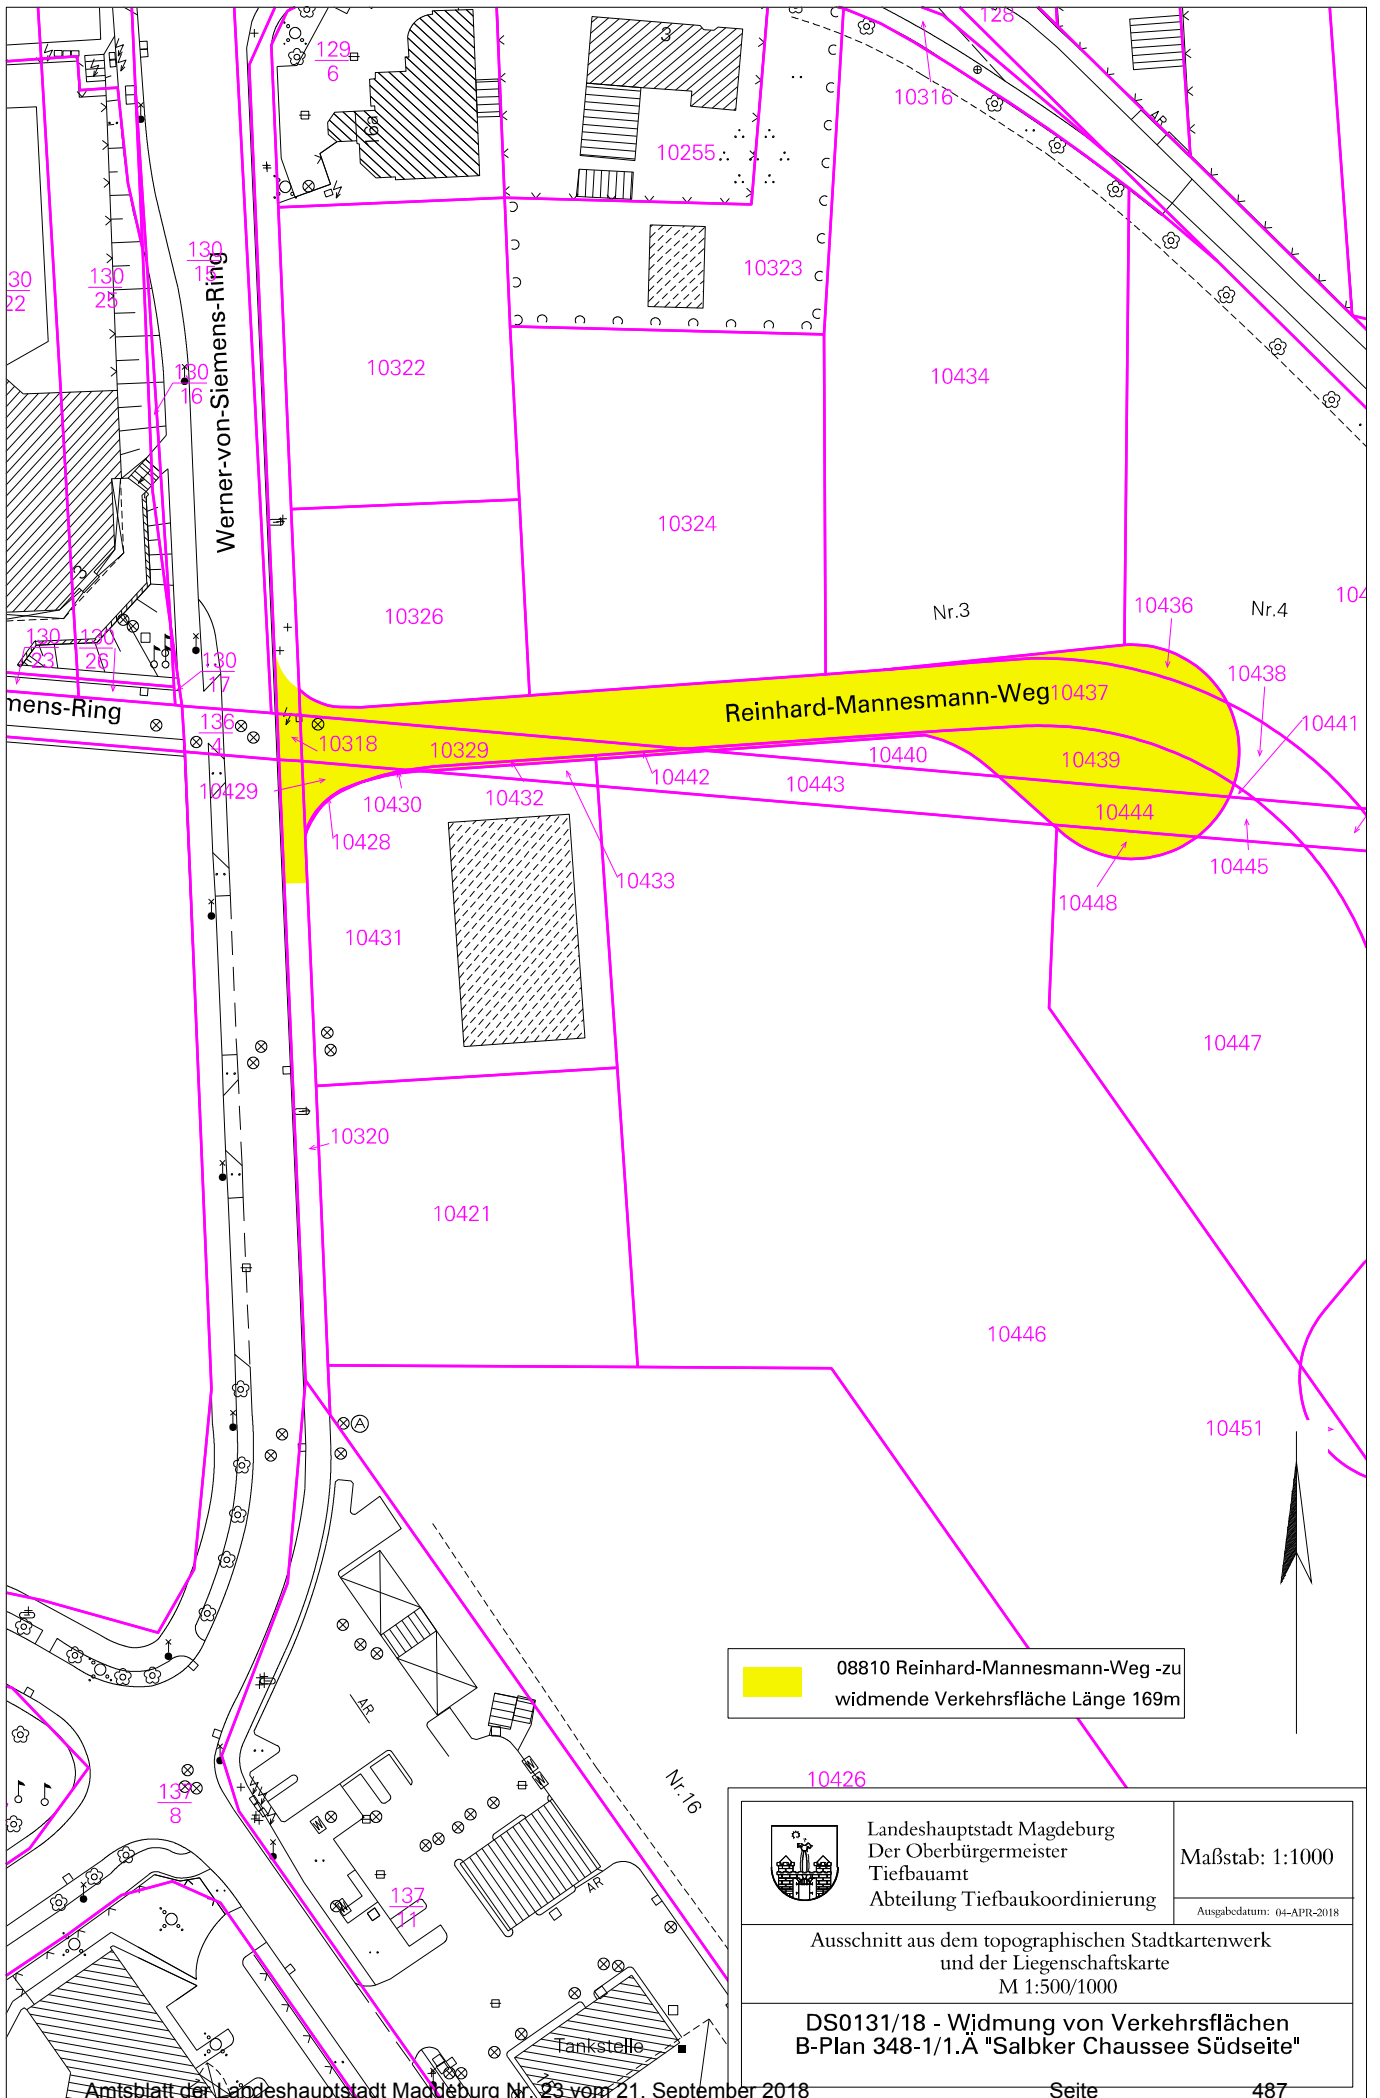 128
129
6
3
6a
10316
AR
10255
130
15
10323
130
25
22
Werner-von-Siemens-Ring
10322
10434
130
16
10324
3
10326
Nr.3
10436
Nr.4
130
23
130
26
130
17
10438
mens-Ring
136
4
Reinhard-Mannesmann-Weg
10437
10441
10318
10329
10440
10439
10442
10443
10429
10430
10432
10444
10428
10445
10433
10448
10431
10447
10320
10421
10446
10451
A
08810 Reinhard-Mannesmann-Weg -zu
widmende Verkehrsfläche Länge 169m
AR
Nr.16
10426
137
8
137
11
AR
Landeshauptstadt Magdeburg
Der Oberbürgermeister
Tiefbauamt
Abteilung Tiefbaukoordinierung
Maßstab: 1:1000
Ausgabedatum: 04-APR-2018
Ausschnitt aus dem topographischen Stadtkartenwerk
und der Liegenschaftskarte
M 1:500/1000
Tankstelle
DS0131/18 - Widmung von Verkehrsflächen
B-Plan 348-1/1.Ä "Salbker Chaussee Südseite"
Amtsblatt der Landeshauptstadt Magdeburg Nr. 23 vom 21. September 2018 Seite 487